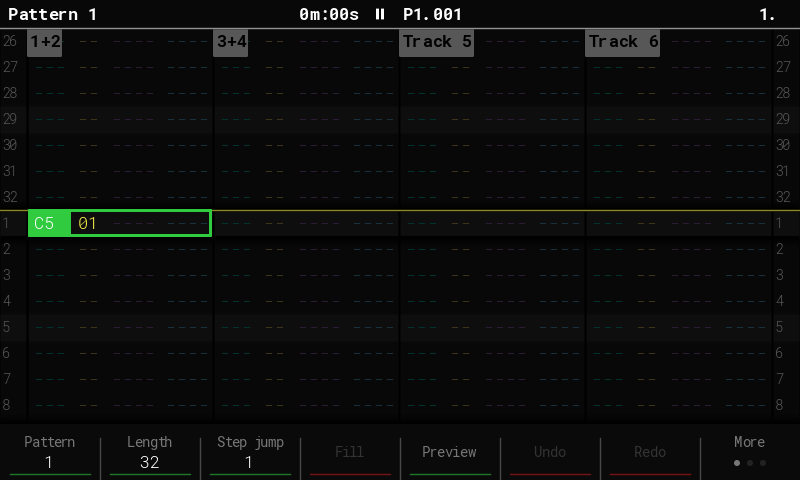 Pattern 1 0m:00s P1.001 1.
26 1+2 3+4 Track 5 Track 6 26
27 27
28 28
29 29
30 30
31 31
32 32
1 C5 01 1
2 2
3 3
4 4
5 5
6 6
7 7
8 8
Pattern Length Step jump Fill Preview Undo Redo More
1 32 1